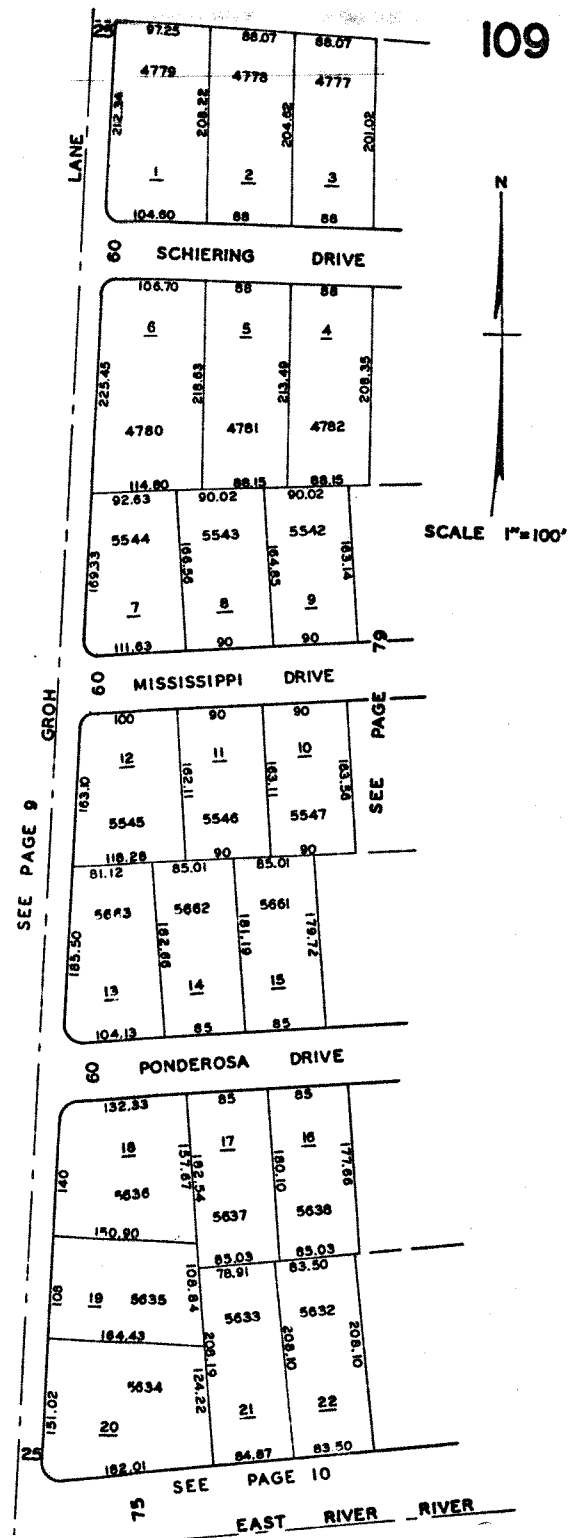 109
25 97.25 88.07 88.07
4779 4778 4777
212.34 208.22 204.62 201.02
LANE
1 2 3
104.60 88 88
N
60 SCHIERING DRIVE
106.70 88 88
6 5 4
225.45 218.63 213.49 208.35
4780 4781 4782
114.80 88.15 88.15
SCALE 1"=100'
92.63 90.02 90.02
5544 5543 5542
169.33 166.56 164.85 163.14
7 8 9
111.63 90 90
60 MISSISSIPPI DRIVE
SEE PAGE 79
GROH
100 90 90
12 11 10
163.10 162.11 163.11 163.56
5545 5546 5547
118.28 90 90
SEE PAGE 9
81.12 85.01 85.01
5663 5662 5661
185.50 182.66 181.19 179.72
13 14 15
104.13 85 85
60 PONDEROSA DRIVE
132.33 85 85
18 17 16
140 157.67 182.54 180.10 177.66
5636 5637 5638
150.90 85.03 85.03
78.91 83.50
108 19 5635 108.84
5633 5632
164.43 208.19 208.10 208.10
5634
151.02 124.22
20 21 22
25 182.01 84.87 83.50
SEE PAGE 10
75 EAST RIVER RIVER